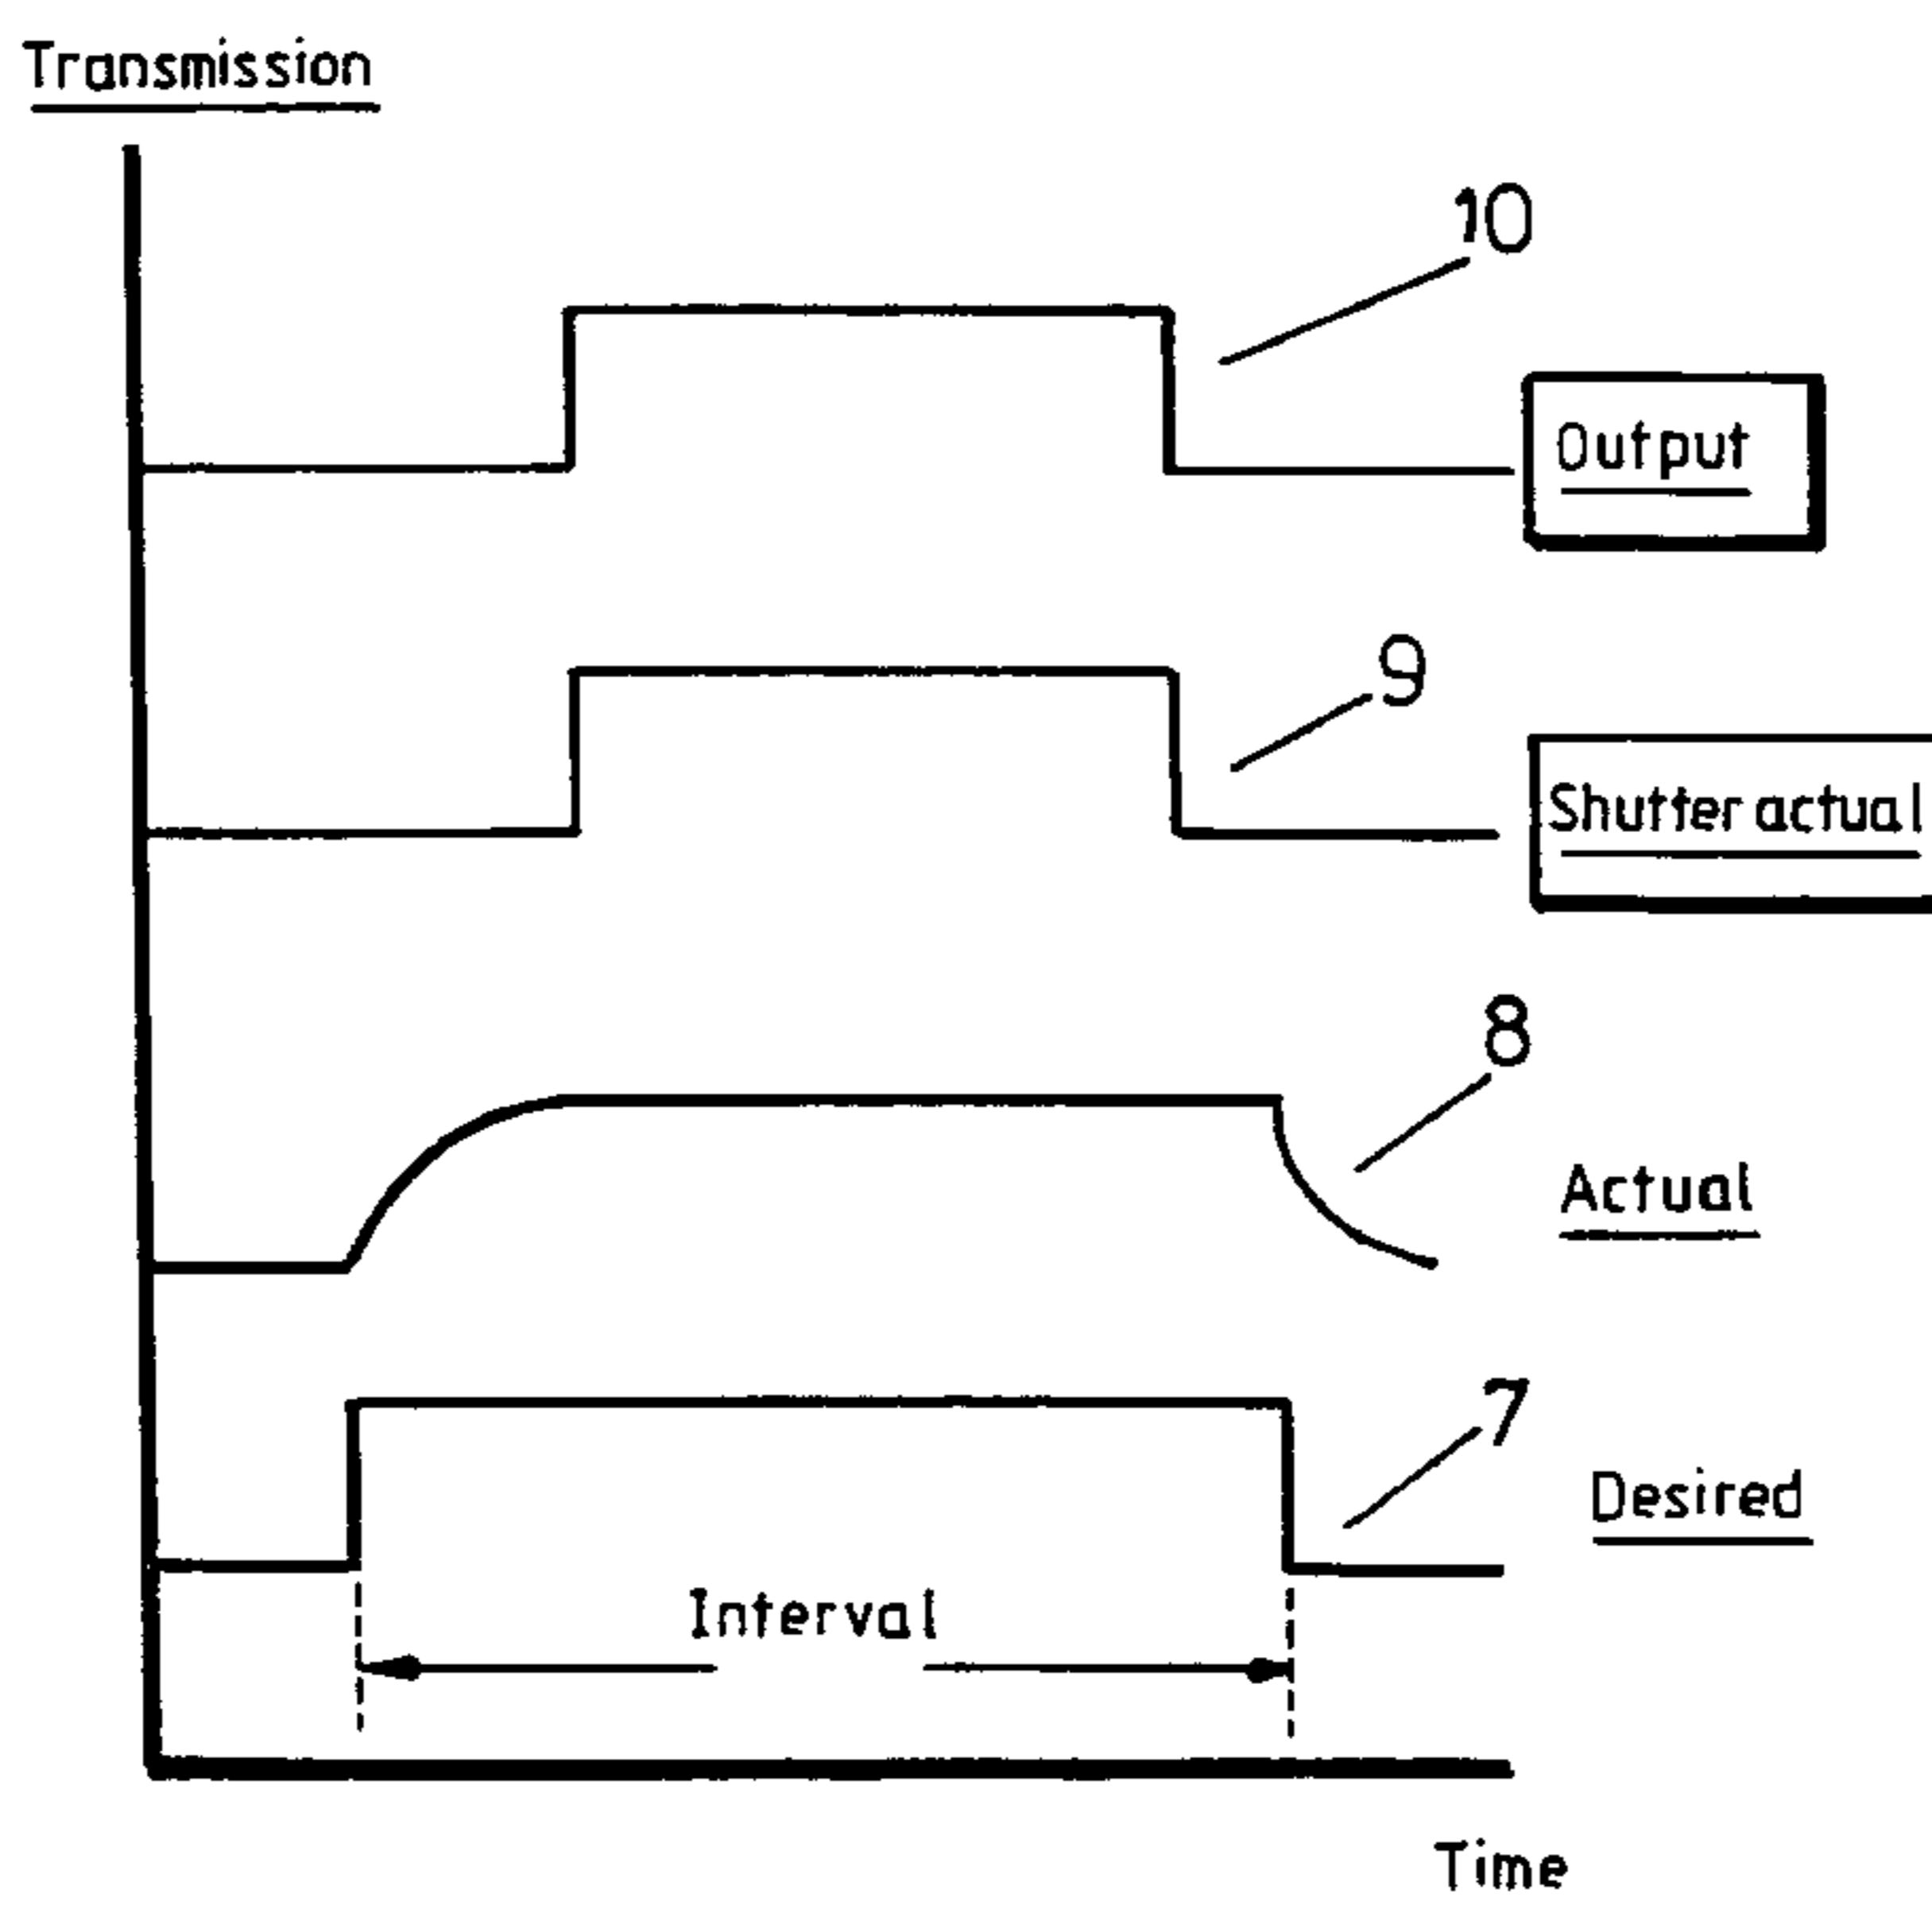 Transmission
10
Output
9
Shutter actual
8
Actual
7
Desired
Interval
Time